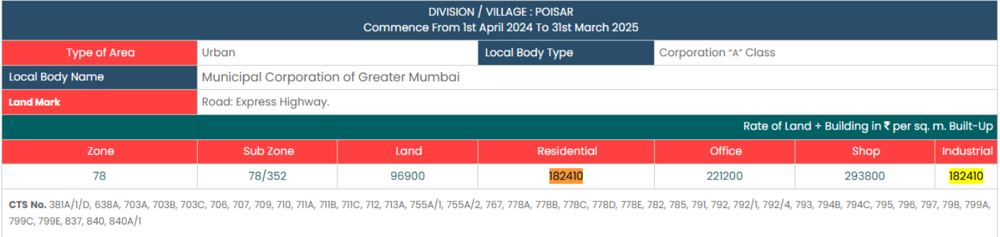 DIVISION / VILLAGE : POISAR
Commence From 1st April 2024 To 31st March 2025
Type of Area Urban Local Body Type Corporation “A” Class
Local Body Name Municipal Corporation of Greater Mumbai
Land Mark Road: Express Highway.
Rate of Land + Building in ₹ per sq. m. Built-Up
Zone Sub Zone Land Residential Office Shop Industrial
78 78/352 96900 182410 221200 293800 182410
CTS No. 381A/1/D, 638A, 703A, 703B, 703C, 706, 707, 709, 710, 711A, 711B, 711C, 712, 713A, 755A/1, 755A/2, 767, 778A, 778B, 778C, 778D, 778E, 782, 785, 791, 792, 792/1, 792/4, 793, 794B, 794C, 795, 796, 797, 798, 799A,
799C, 799E, 837, 840, 840A/1